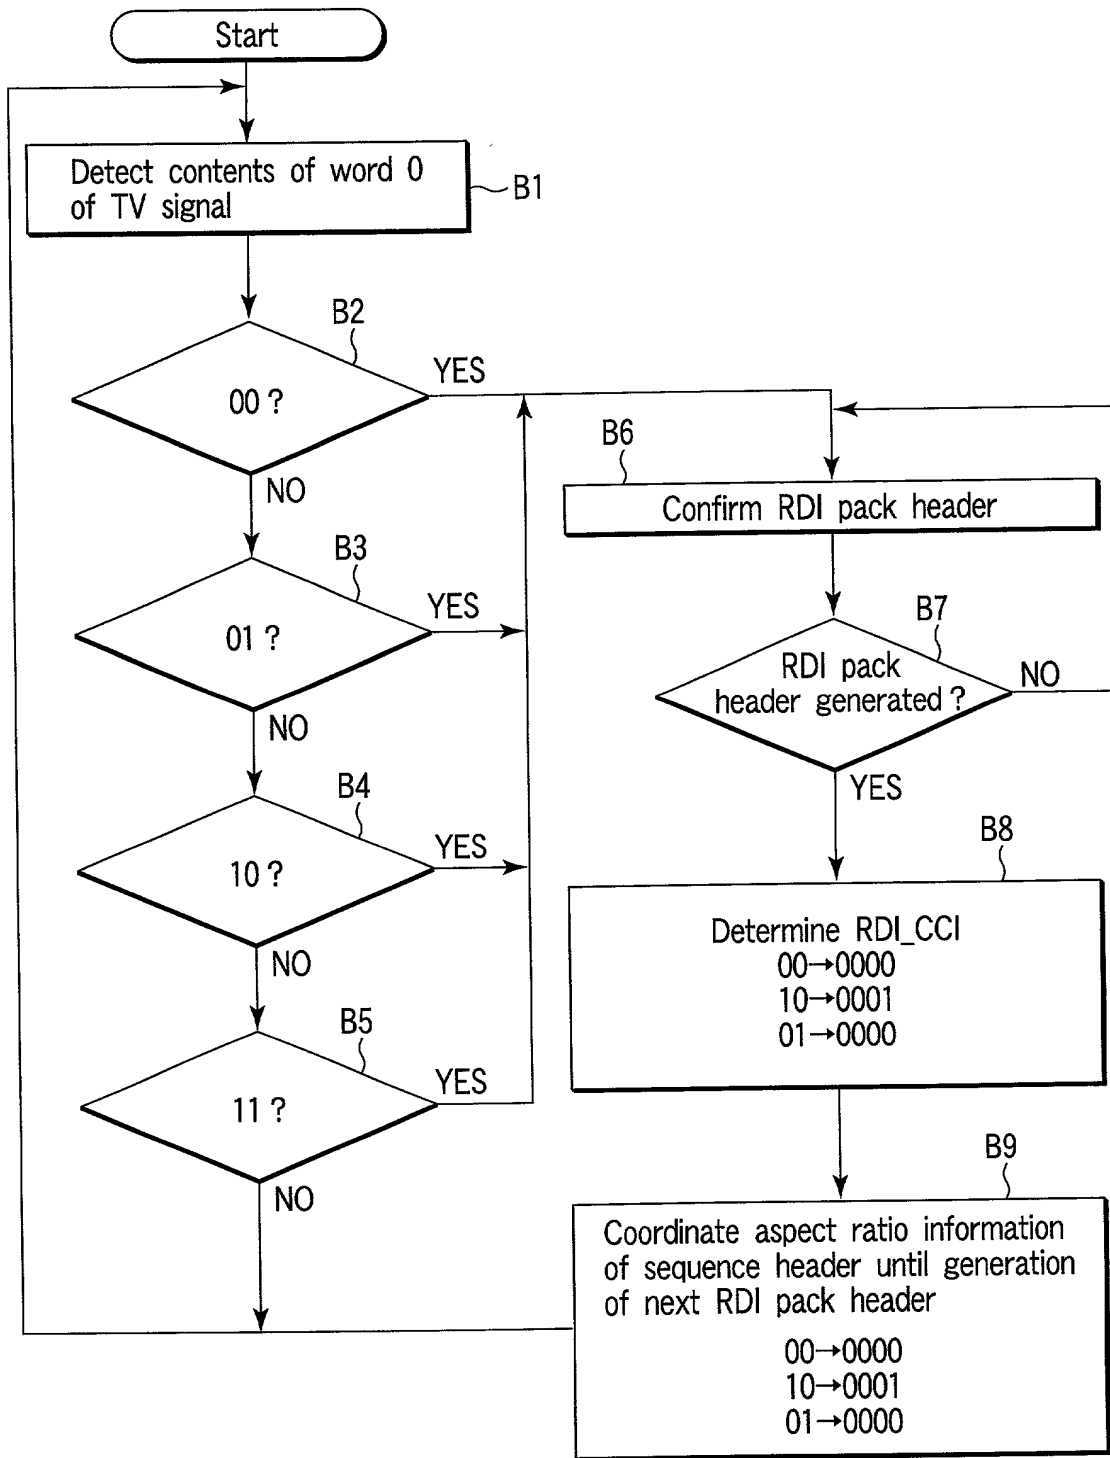 Start
Detect contents of word 0
of TV signal
B1
B2
00 ?
YES
NO
B3
01 ?
YES
NO
B4
10 ?
YES
NO
B5
11 ?
YES
NO
B6
Confirm RDI pack header
B7
RDI pack
header generated ?
NO
YES
B8
Determine RDI_CCI
00→0000
10→0001
01→0000
B9
Coordinate aspect ratio information
of sequence header until generation
of next RDI pack header
00→0000
10→0001
01→0000